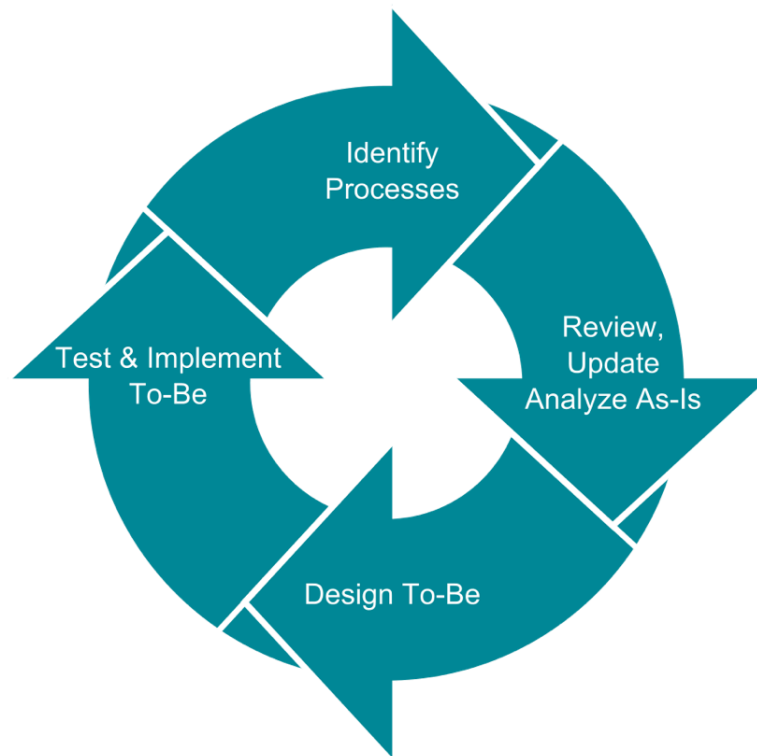 Identify
Processes
Review,
Update
Analyze As-Is
Design To-Be
Test & Implement
To-Be